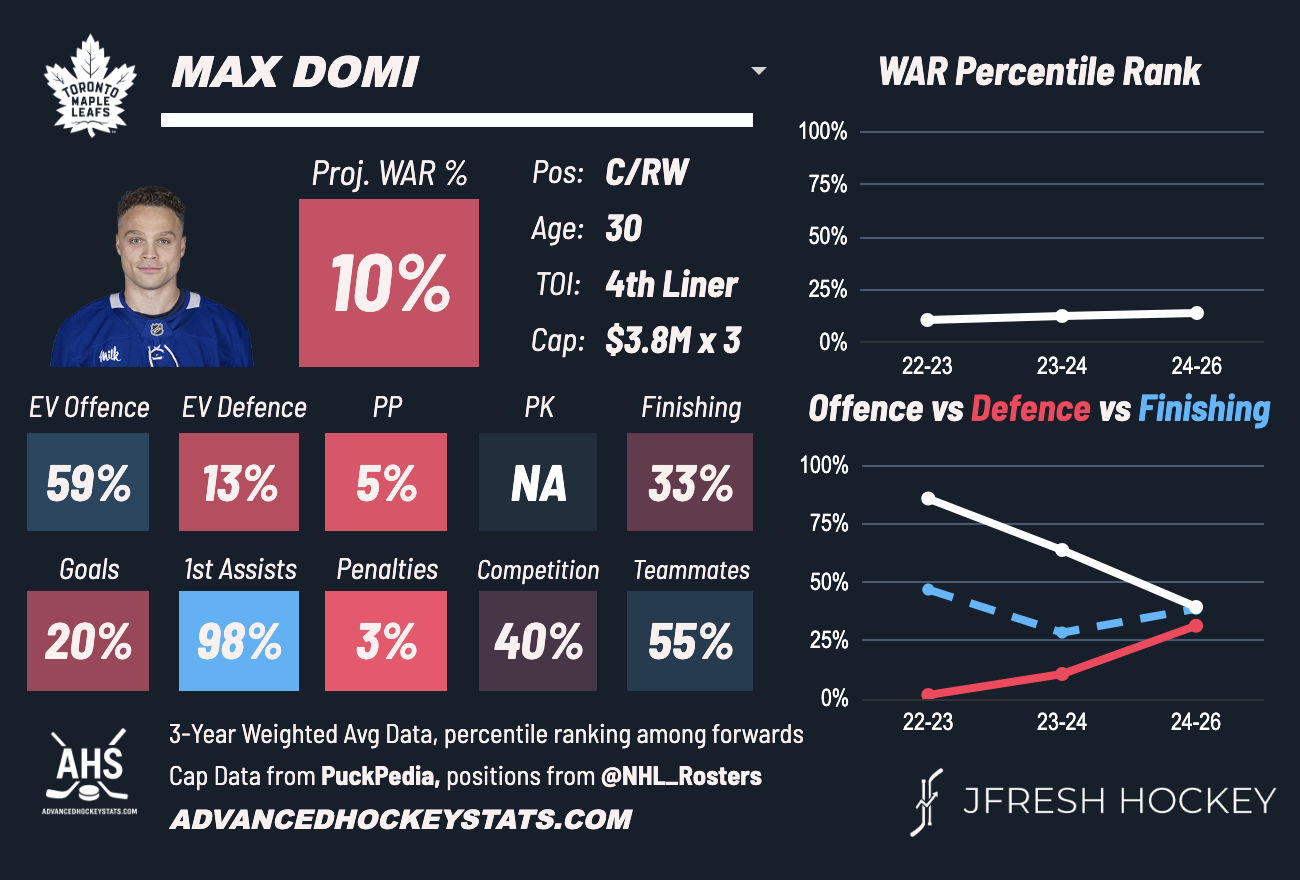 TORONTO
MAPLE
LEAFS
MAX DOMI
Proj. WAR %
10%
Pos: C/RW
Age: 30
TOI: 4th Liner
Cap: $3.8M x 3
Milk
EV Offence EV Defence PP PK Finishing
59% 13% 5% NA 33%
Goals 1st Assists Penalties Competition Teammates
20% 98% 3% 40% 55%
WAR Percentile Rank
100%
75%
50%
25%
0%
22-23 23-24 24-26
Offence vs Defence vs Finishing
100%
75%
50%
25%
0%
22-23 23-24 24-26
AHS
ADVANCEDHOCKEYSTATS.COM
3-Year Weighted Avg Data, percentile ranking among forwards
Cap Data from PuckPedia, positions from @NHL_Rosters
ADVANCEDHOCKEYSTATS.COM
JFRESH HOCKEY